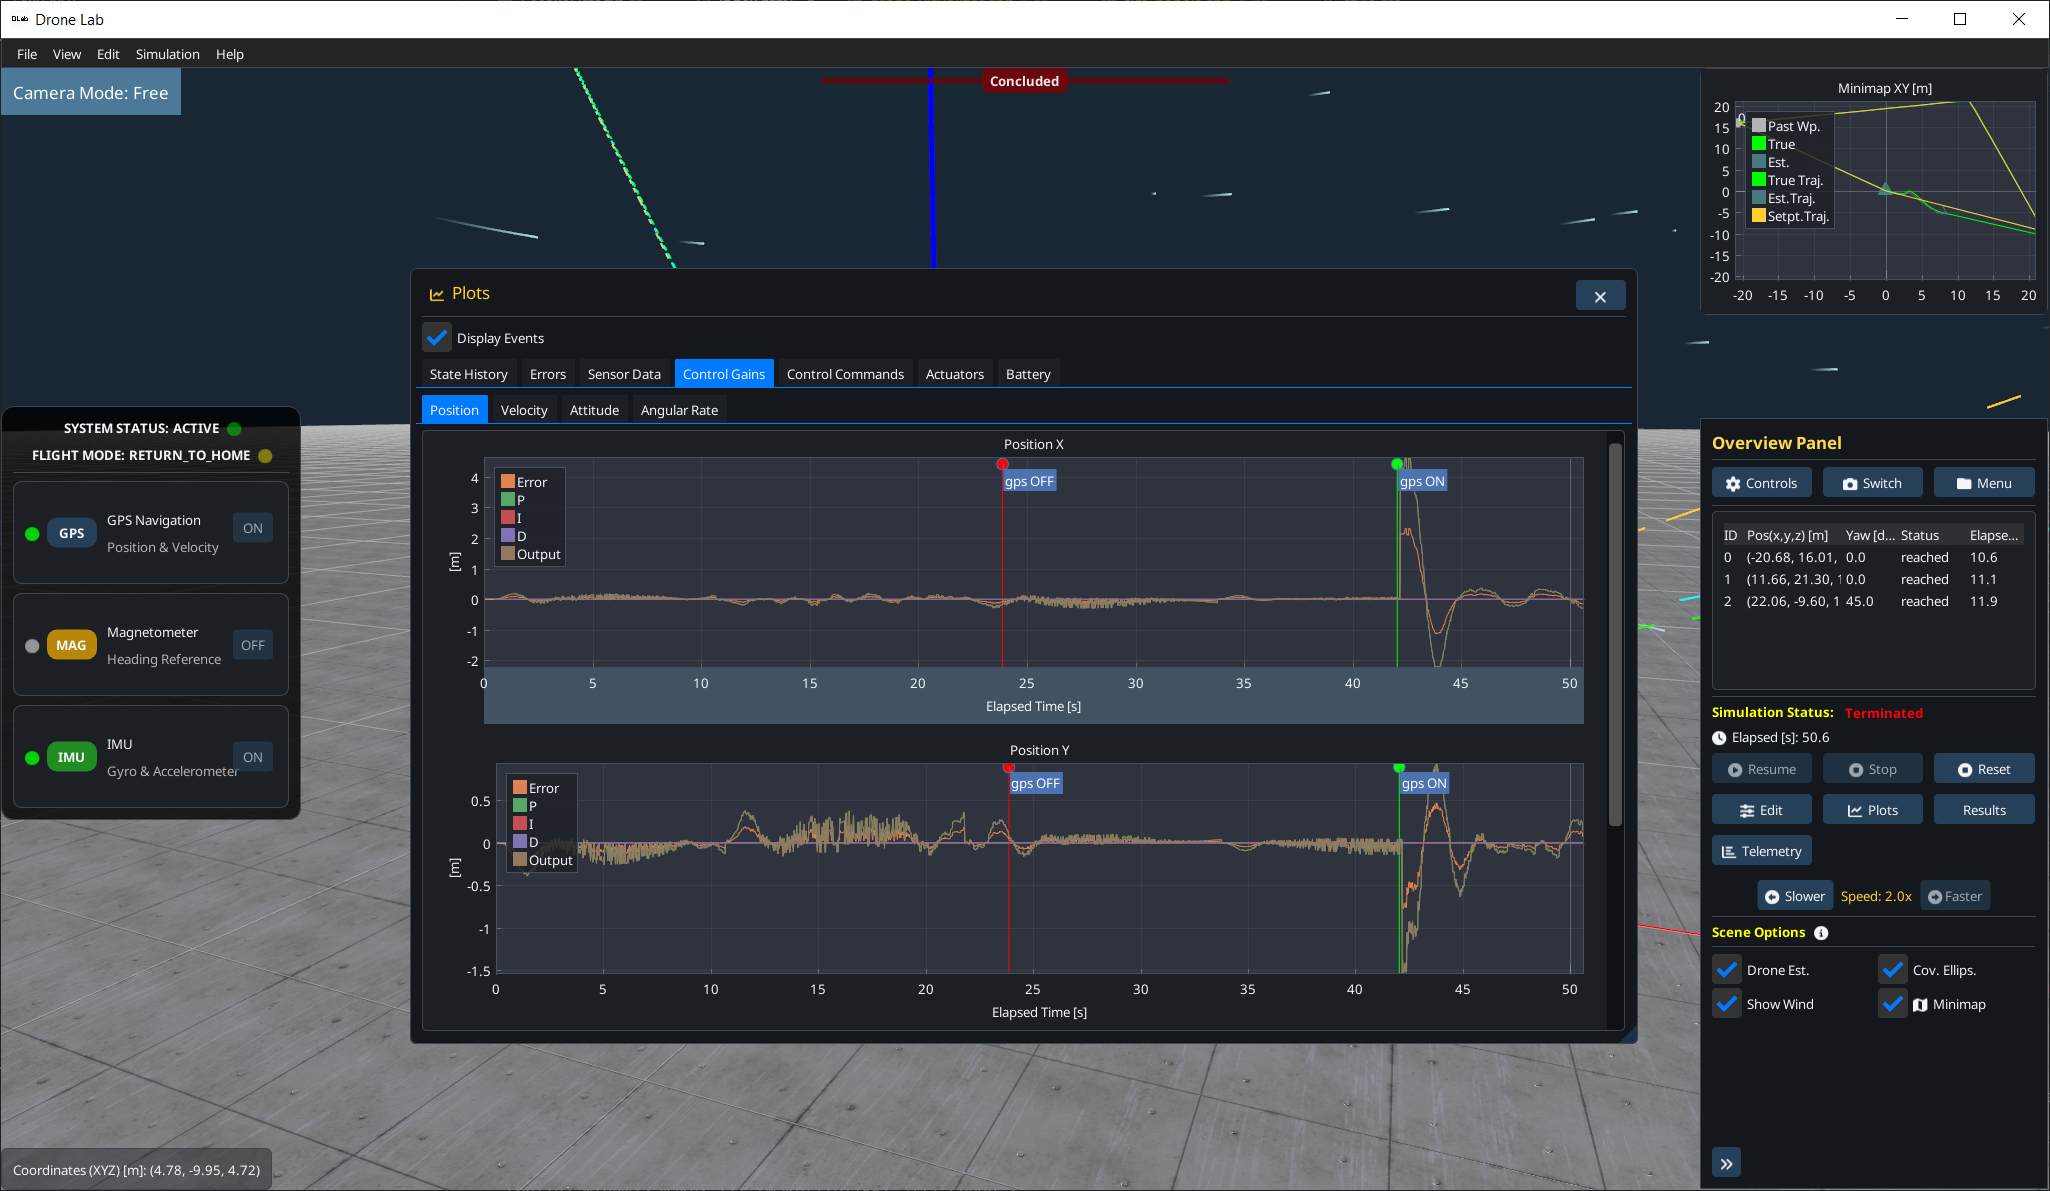 DLab Drone Lab
File View Edit Simulation Help
Camera Mode: Free
Concluded
Minimap XY [m]
20
15
10
5
0
-5
-10
-15
-20
-20 -15 -10 -5 0 5 10 15 20
0
Past Wp.
True
Est.
True Traj.
Est.Traj.
Setpt.Traj.
SYSTEM STATUS: ACTIVE
FLIGHT MODE: RETURN_TO_HOME
GPS
GPS Navigation
Position & Velocity
ON
MAG
Magnetometer
Heading Reference
OFF
IMU
IMU
Gyro & Accelerometer
ON
Plots
Display Events
State History Errors Sensor Data Control Gains Control Commands Actuators Battery
Position Velocity Attitude Angular Rate
Position X
Error
P
I
D
Output
gps OFF
gps ON
[m]
4
3
2
1
0
-1
-2
0 5 10 15 20 25 30 35 40 45 50
Elapsed Time [s]
Position Y
Error
P
I
D
Output
gps OFF
gps ON
[m]
0.5
0
-0.5
-1
-1.5
0 5 10 15 20 25 30 35 40 45 50
Elapsed Time [s]
Overview Panel
Controls Switch Menu
ID Pos(x,y,z) [m] Yaw [d... Status Elapse...
0 (-20.68, 16.01, 0.0 reached 10.6
1 (11.66, 21.30, 1 0.0 reached 11.1
2 (22.06, -9.60, 1 45.0 reached 11.9
Simulation Status: Terminated
Elapsed [s]: 50.6
Resume Stop Reset
Edit Plots Results
Telemetry
Slower Speed: 2.0x Faster
Scene Options
Drone Est. Cov. Ellips.
Show Wind Minimap
Coordinates (XYZ) [m]: (4.78, -9.95, 4.72)